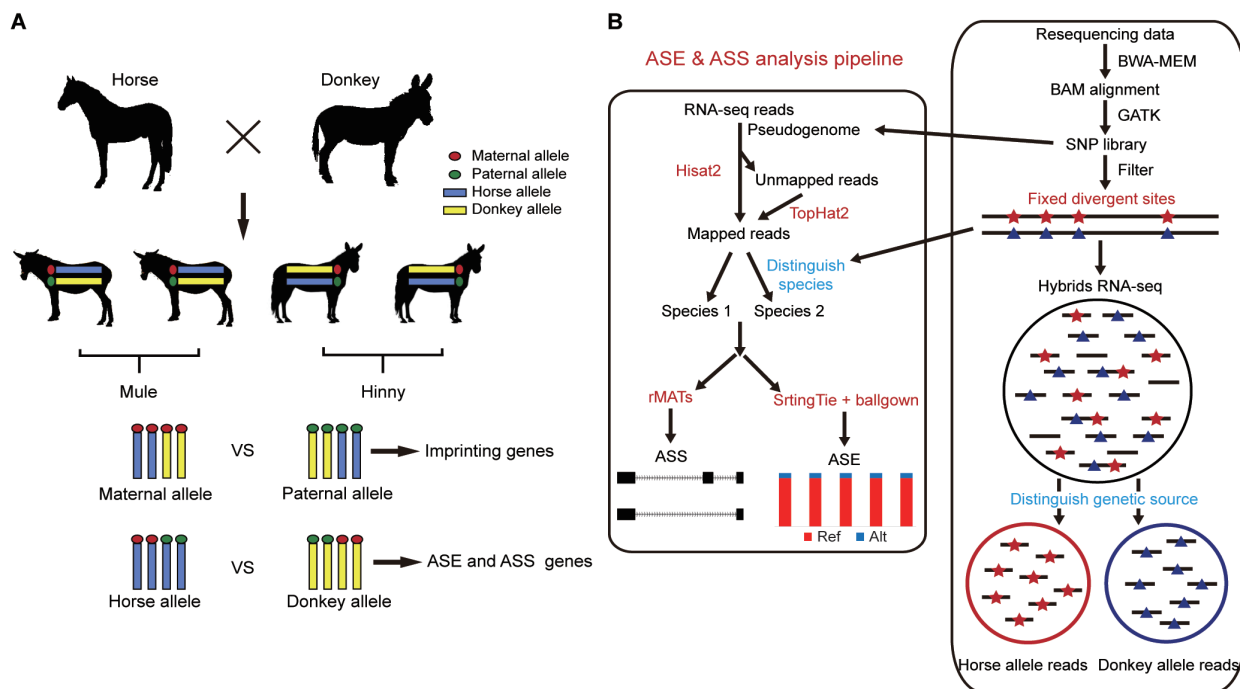 A
Horse
Donkey
Maternal allele
Paternal allele
Horse allele
Donkey allele
Mule
Hinny
VS
Imprinting genes
Maternal allele
Paternal allele
VS
ASE and ASS genes
Horse allele
Donkey allele
B
ASE & ASS analysis pipeline
RNA-seq reads
Pseudogenome
Hisat2
Unmapped reads
TopHat2
Mapped reads
Distinguish
species
Species 1
Species 2
rMATs
SrtingTie + ballgown
ASS
ASE
Ref
Alt
Resequencing data
BWA-MEM
BAM alignment
GATK
SNP library
Filter
Fixed divergent sites
Hybrids RNA-seq
Distinguish genetic source
Horse allele reads
Donkey allele reads